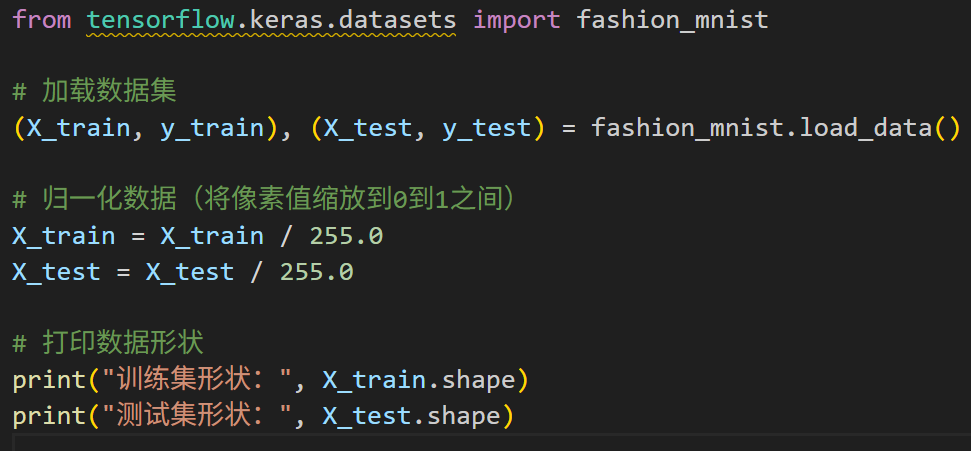 from tensorflow.keras.datasets import fashion_mnist
# 加载数据集
(X_train, y_train), (X_test, y_test) = fashion_mnist.load_data()
# 归一化数据（将像素值缩放到0到1之间）
X_train = X_train / 255.0
X_test = X_test / 255.0
# 打印数据形状
print("训练集形状：", X_train.shape)
print("测试集形状：", X_test.shape)